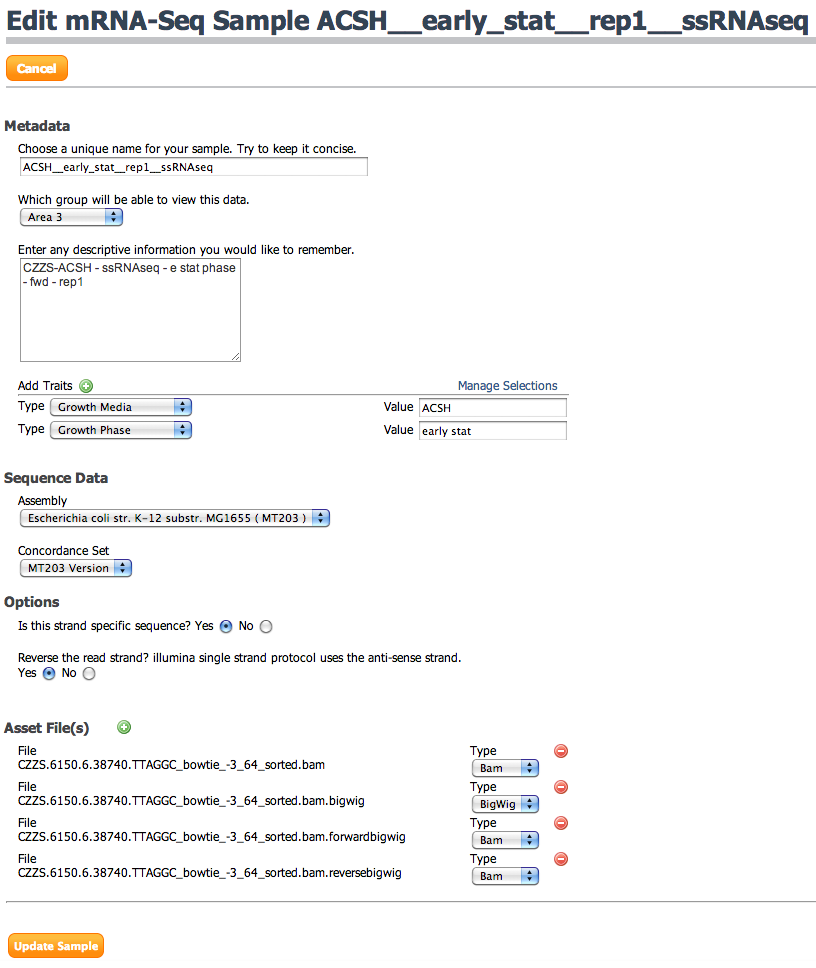 Edit mRNA-Seq Sample ACSH__early_stat__rep1__ssRNAseq
Cancel
Metadata
Choose a unique name for your sample. Try to keep it concise.
ACSH__early_stat__rep1__ssRNAseq
Which group will be able to view this data.
Area 3
Enter any descriptive information you would like to remember.
CZZS-ACSH - ssRNAseq - e stat phase
- fwd - rep1
Add Traits Manage Selections
Type Growth Media Value ACSH
Type Growth Phase Value early stat
Sequence Data
Assembly
Escherichia coli str. K-12 substr. MG1655 ( MT203 )
Concordance Set
MT203 Version
Options
Is this strand specific sequence? Yes No
Reverse the read strand? illumina single strand protocol uses the anti-sense strand.
Yes No
Asset File(s)
File Type
CZZS.6150.6.38740.TTAGGC_bowtie_-3_64_sorted.bam Bam
File Type
CZZS.6150.6.38740.TTAGGC_bowtie_-3_64_sorted.bam.bigwig BigWig
File Type
CZZS.6150.6.38740.TTAGGC_bowtie_-3_64_sorted.bam.forwardbigwig Bam
File Type
CZZS.6150.6.38740.TTAGGC_bowtie_-3_64_sorted.bam.reversebigwig Bam
Update Sample